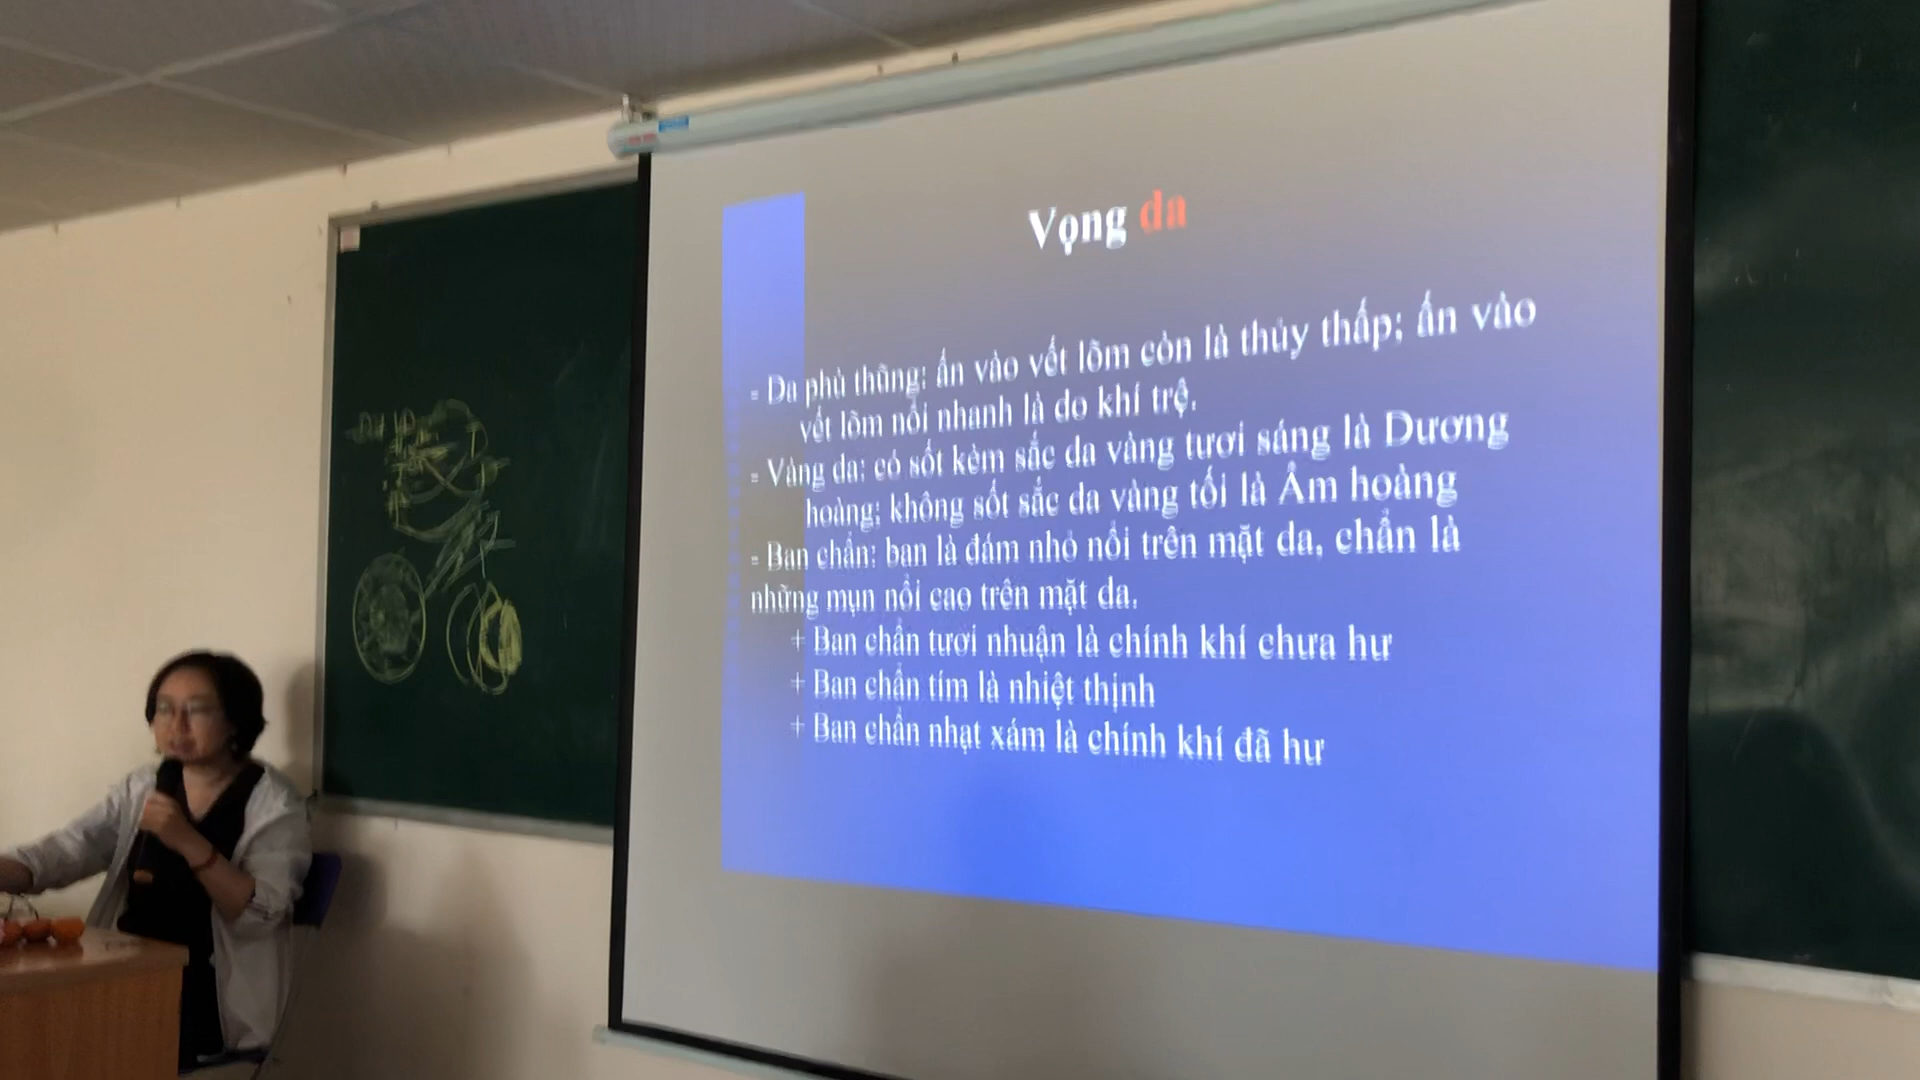 Vọng da
- Da phù thũng: ấn vào vết lõm còn là thủy thấp; ấn vào
vết lõm nổi nhanh là do khí trệ.
- Vàng da: có sốt kèm sắc da vàng tươi sáng là Dương
hoàng; không sốt sắc da vàng tối là Âm hoàng
- Ban chẩn: ban là đám nhỏ nổi trên mặt da, chẩn là
những mụn nổi cao trên mặt da.
+ Ban chẩn tươi nhuận là chính khí chưa hư
+ Ban chẩn tím là nhiệt thịnh
+ Ban chẩn nhạt xám là chính khí đã hư